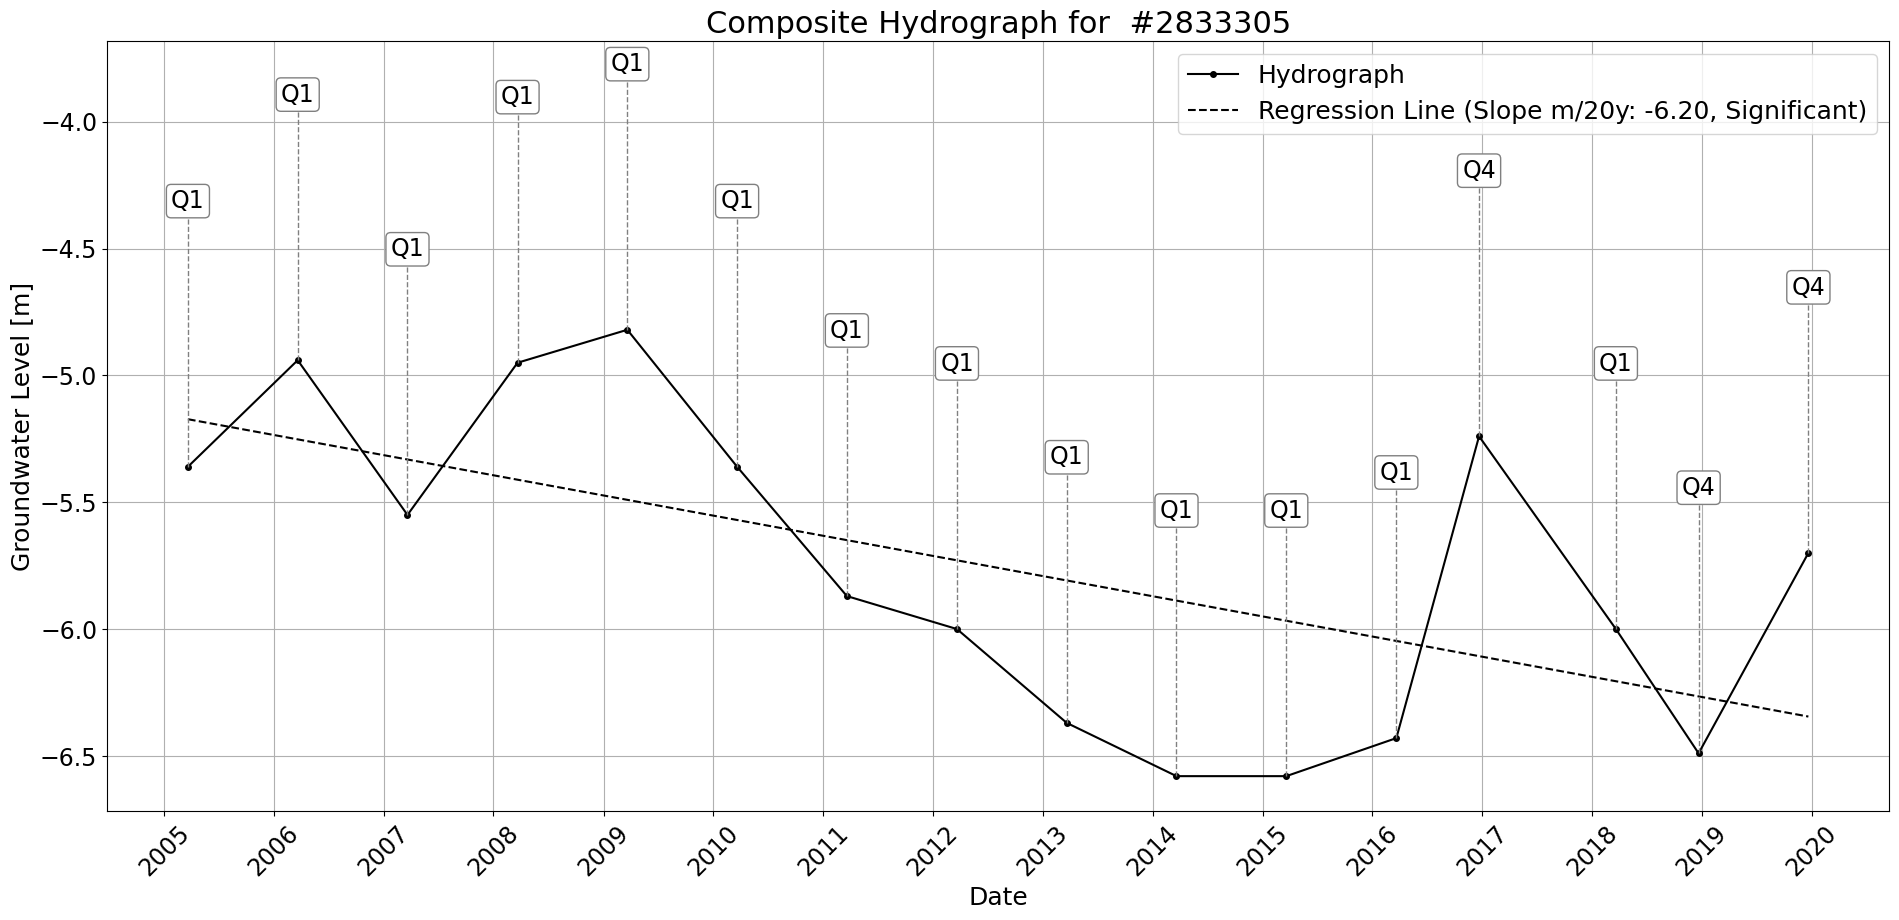 Composite Hydrograph for  #2833305
Hydrograph
Regression Line (Slope m/20y: -6.20, Significant)
Q1
Q1
Q1
Q1
Q1
Q1
Q1
Q1
Q1
Q1
Q1
Q1
Q4
Q1
Q4
Q4
Groundwater Level [m]
−4.0
−4.5
−5.0
−5.5
−6.0
−6.5
2005
2006
2007
2008
2009
2010
2011
2012
2013
2014
2015
2016
2017
2018
2019
2020
Date